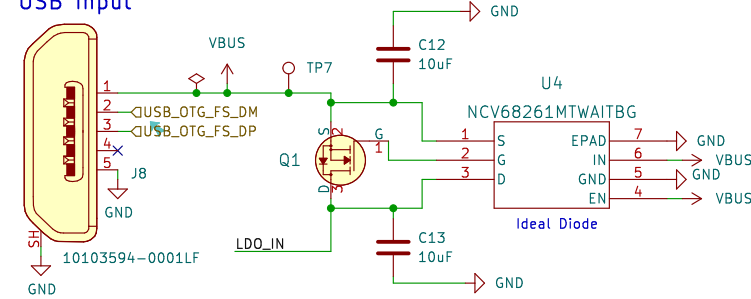 USB Input
GND
VBUS
TP7
C12
10uF
U4
NCV68261MTWAITBG
1
2
3
4
5
USB_OTG_FS_DM
USB_OTG_FS_DP
J8
GND
SH
GND
10103594-0001LF
Q1
S
2
G
1
D
3
LDO_IN
1
2
3
S
G
D
EPAD
IN
GND
EN
7
6
5
4
GND
VBUS
GND
VBUS
Ideal Diode
C13
10uF
GND